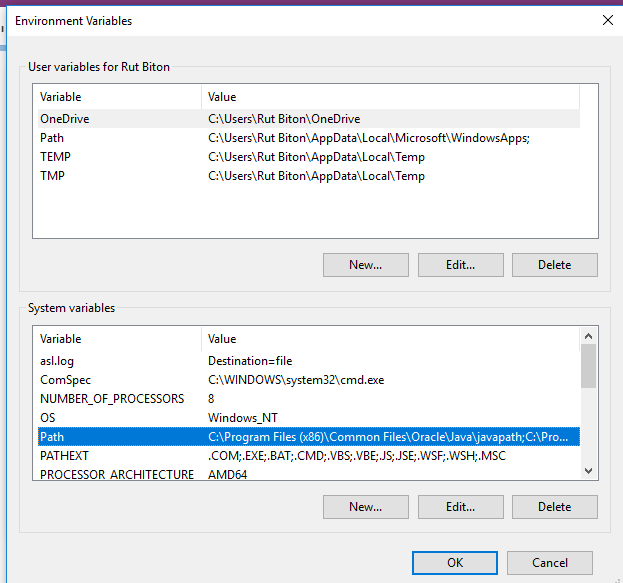 Environment Variables
User variables for Rut Biton
Variable Value
OneDrive C:\Users\Rut Biton\OneDrive
Path C:\Users\Rut Biton\AppData\Local\Microsoft\WindowsApps;
TEMP C:\Users\Rut Biton\AppData\Local\Temp
TMP C:\Users\Rut Biton\AppData\Local\Temp
New... Edit... Delete
System variables
Variable Value
asl.log Destination=file
ComSpec C:\WINDOWS\system32\cmd.exe
NUMBER_OF_PROCESSORS 8
OS Windows_NT
Path C:\Program Files (x86)\Common Files\Oracle\Java\javapath;C:\Pro...
PATHEXT .COM;.EXE;.BAT;.CMD;.VBS;.VBE;.JS;.JSE;.WSF;.WSH;.MSC
PROCESSOR_ARCHITECTURE AMD64
New... Edit... Delete
OK Cancel